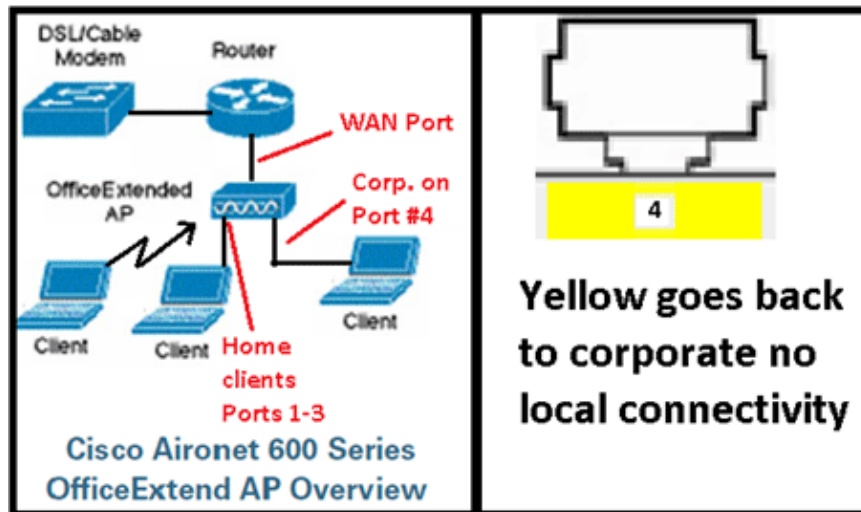 DSL/Cable
Modem
Router
WAN Port
OfficeExtended
AP
Corp. on
Port #4
Client
Client
Client
Home
clients
Ports 1-3
Cisco Aironet 600 Series
OfficeExtend AP Overview
4
Yellow goes back
to corporate no
local connectivity